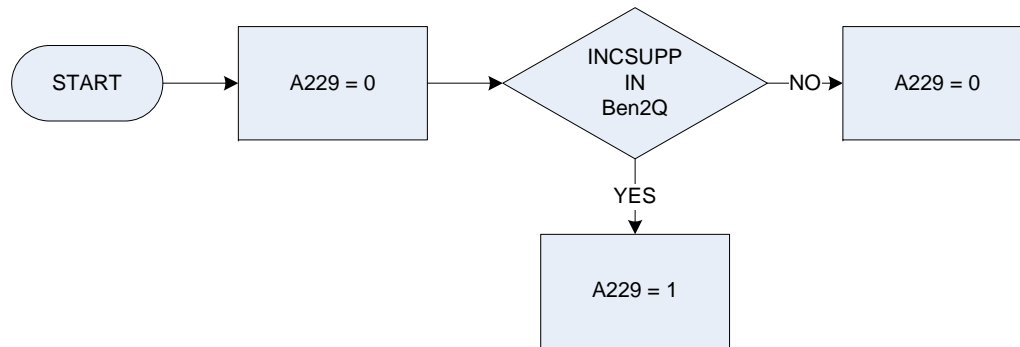 START
A229 = 0
INCSUPP
IN
Ben2Q
NO
A229 = 0
YES
A229 = 1